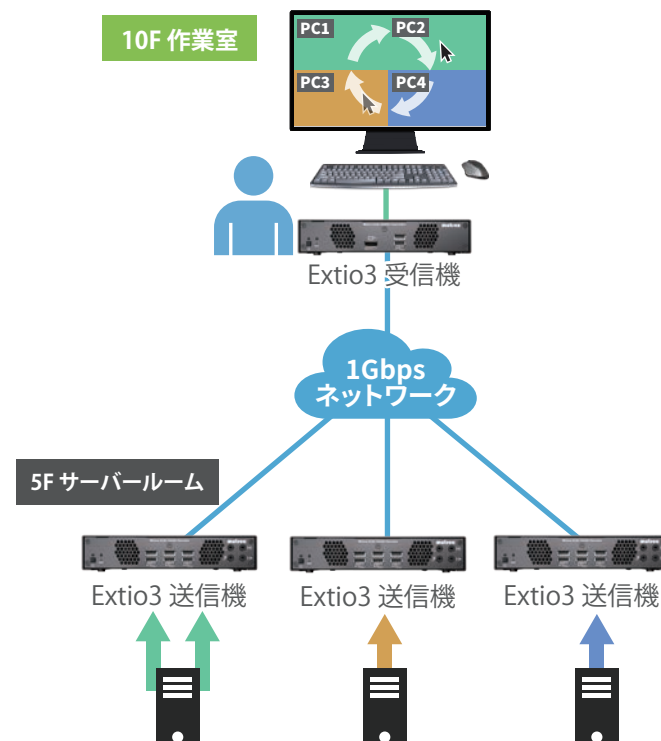 10F 作業室
PC1
PC2
PC3
PC4
Extio3 受信機
1Gbps
ネットワーク
5F サーバールーム
Extio3 送信機
Extio3 送信機
Extio3 送信機